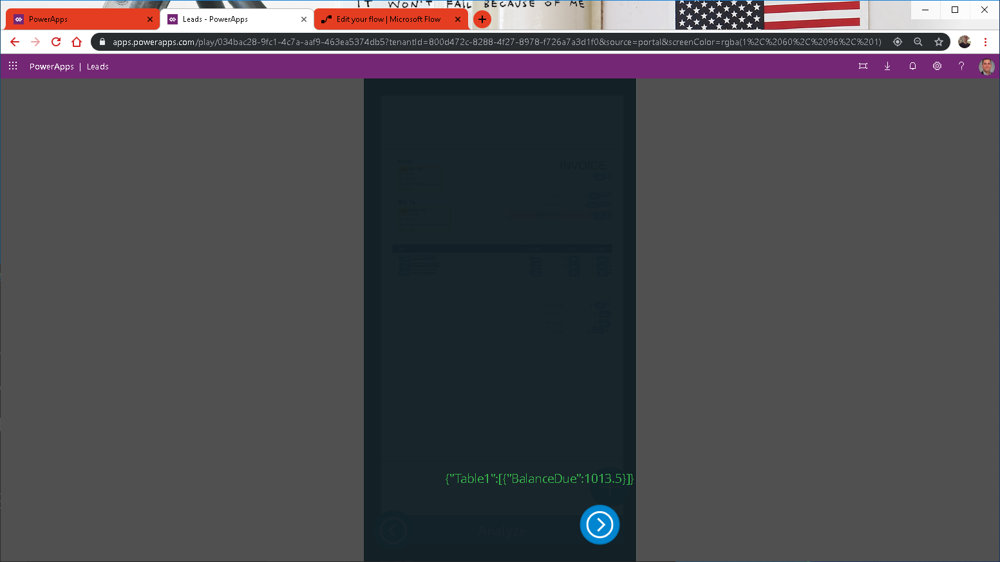 IT WON'T FAIL BECAUSE OF ME
PowerApps
Leads - PowerApps
Edit your flow | Microsoft Flow
apps.powerapps.com/play/034bac28-9fc1-4c7a-aaf9-463ea5374db5?tenantId=800d472c-8288-4f27-8978-f726a7a3d1f0&source=portal&screenColor=rgba(1%2C%2060%2C%2096%2C%201)
PowerApps | Leads
INVOICE
{"Table1":[{"BalanceDue":1013.5}]}
Analyze